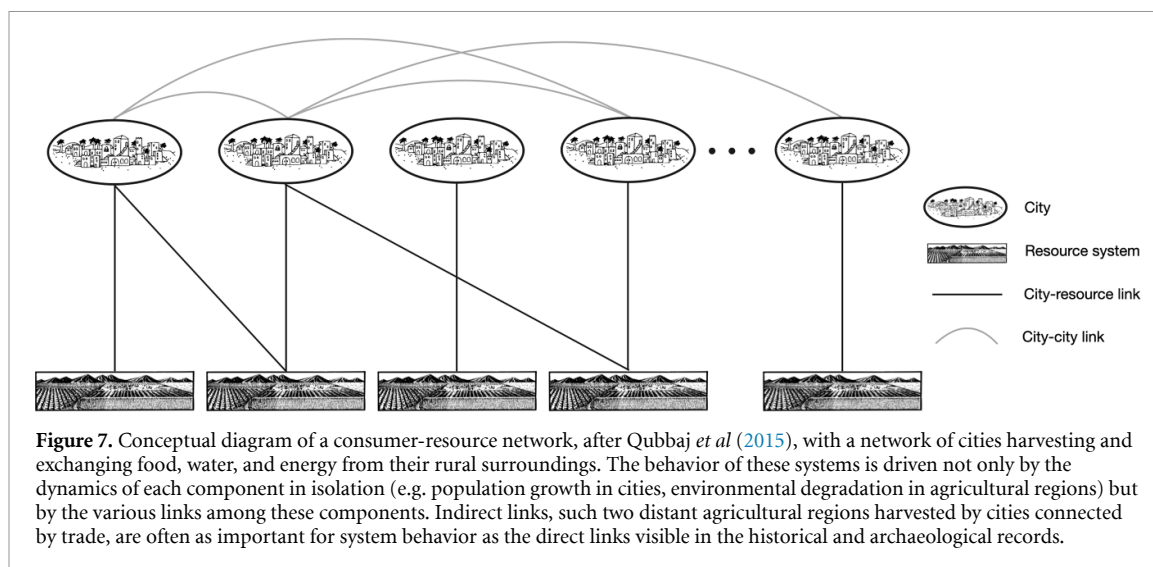 City
Resource system
City-resource link
City-city link
Figure 7. Conceptual diagram of a consumer-resource network, after Qubbaj et al (2015), with a network of cities harvesting and
exchanging food, water, and energy from their rural surroundings. The behavior of these systems is driven not only by the
dynamics of each component in isolation (e.g. population growth in cities, environmental degradation in agricultural regions) but
by the various links among these components. Indirect links, such two distant agricultural regions harvested by cities connected
by trade, are often as important for system behavior as the direct links visible in the historical and archaeological records.